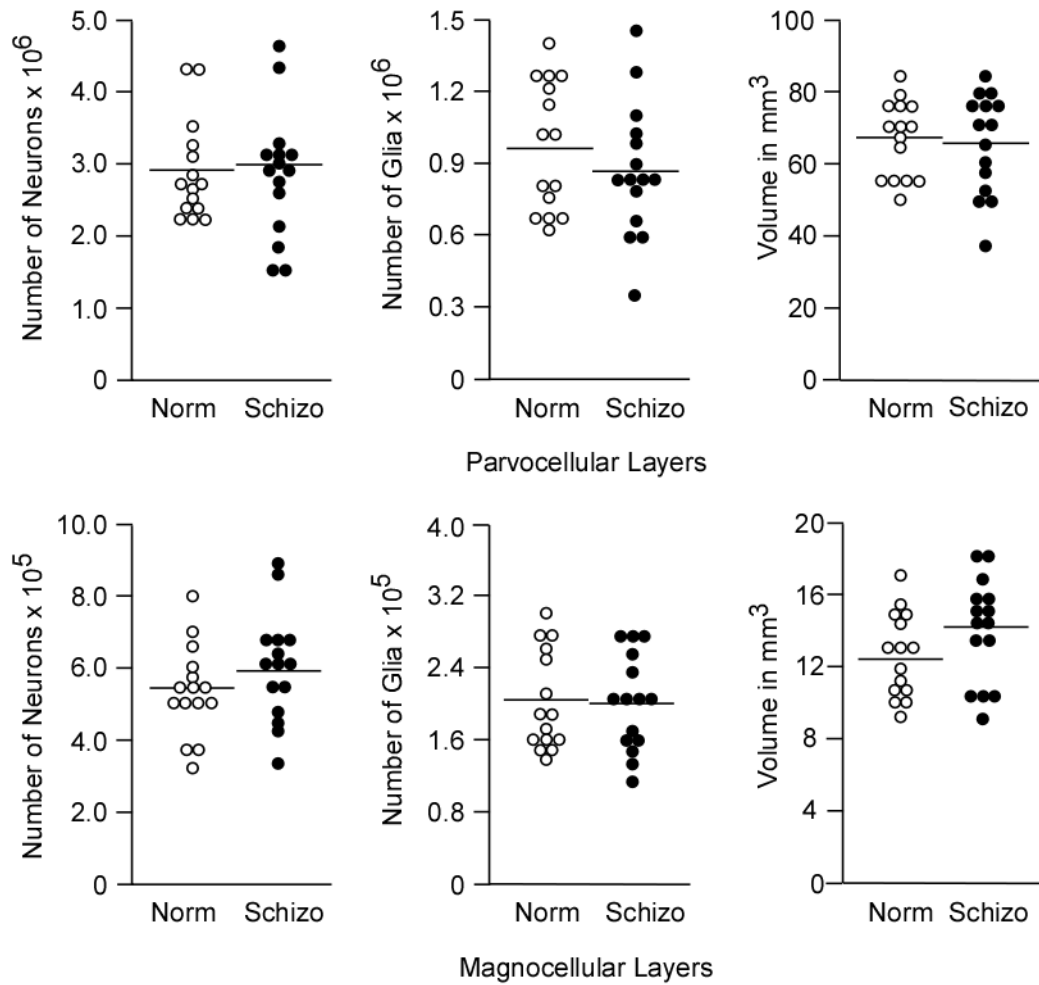 Number of Neurons x 10^6
5.0
4.0
3.0
2.0
1.0
0
Norm Schizo
Number of Glia x 10^6
1.5
1.2
0.9
0.6
0.3
0
Norm Schizo
Volume in mm^3
100
80
60
40
20
0
Norm Schizo
Parvocellular Layers
Number of Neurons x 10^5
10.0
8.0
6.0
4.0
2.0
0
Norm Schizo
Number of Glia x 10^5
4.0
3.2
2.4
1.6
0.8
0
Norm Schizo
Volume in mm^3
20
16
12
8
4
0
Norm Schizo
Magnocellular Layers